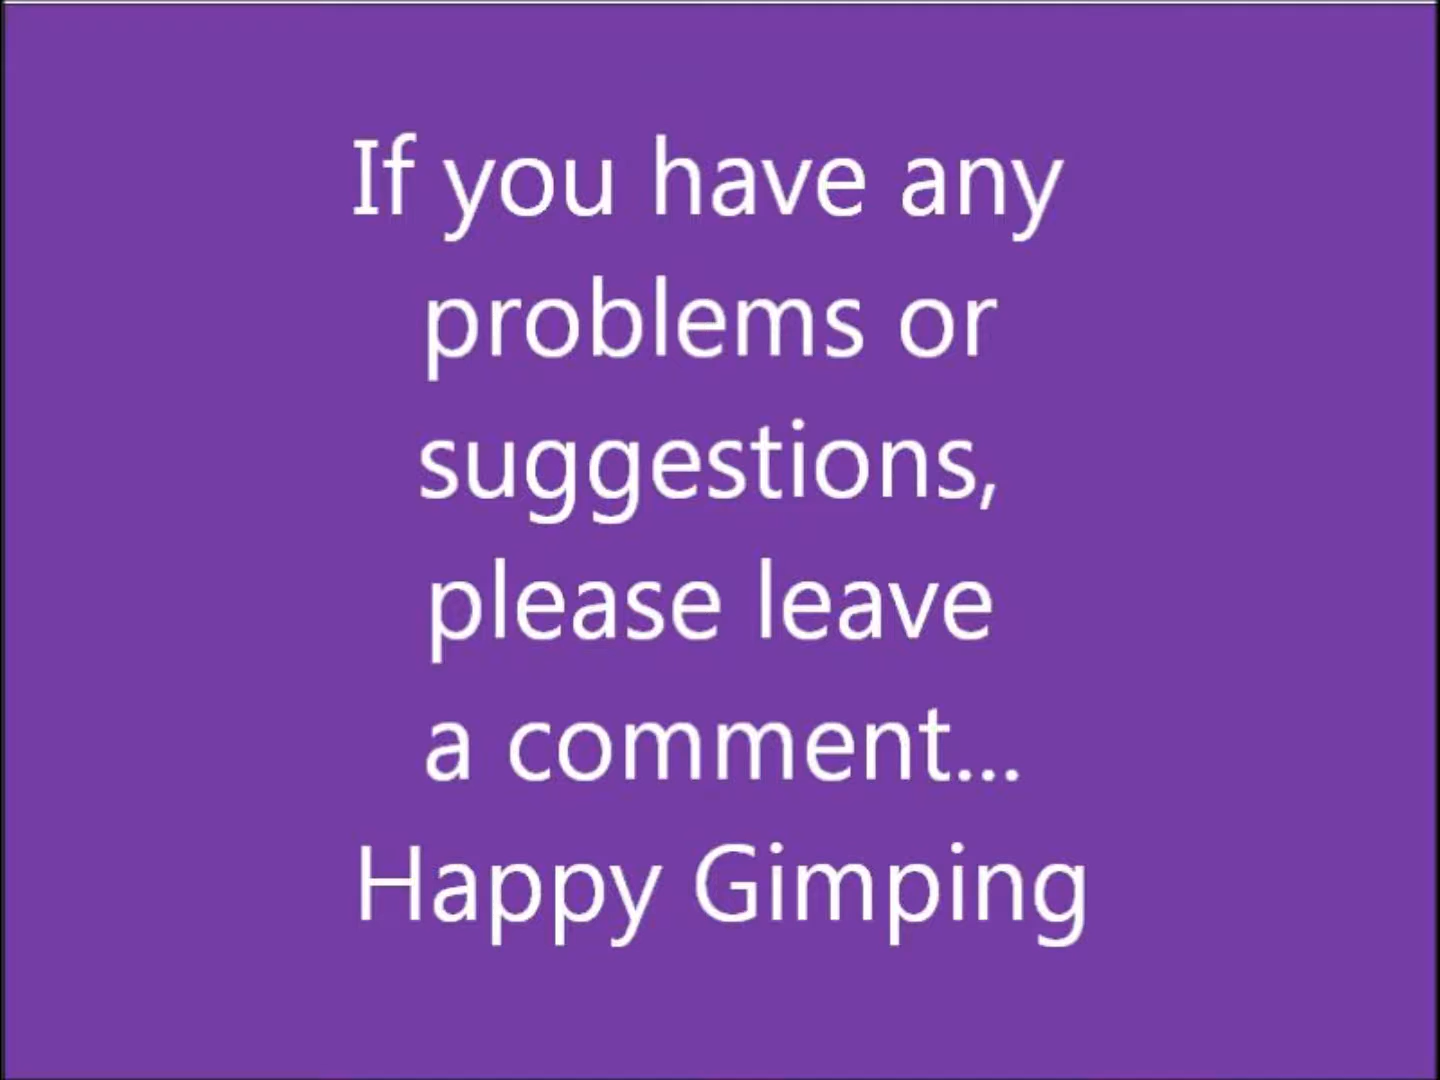 If you have any
problems or
suggestions,
please leave
a comment...
Happy Gimping